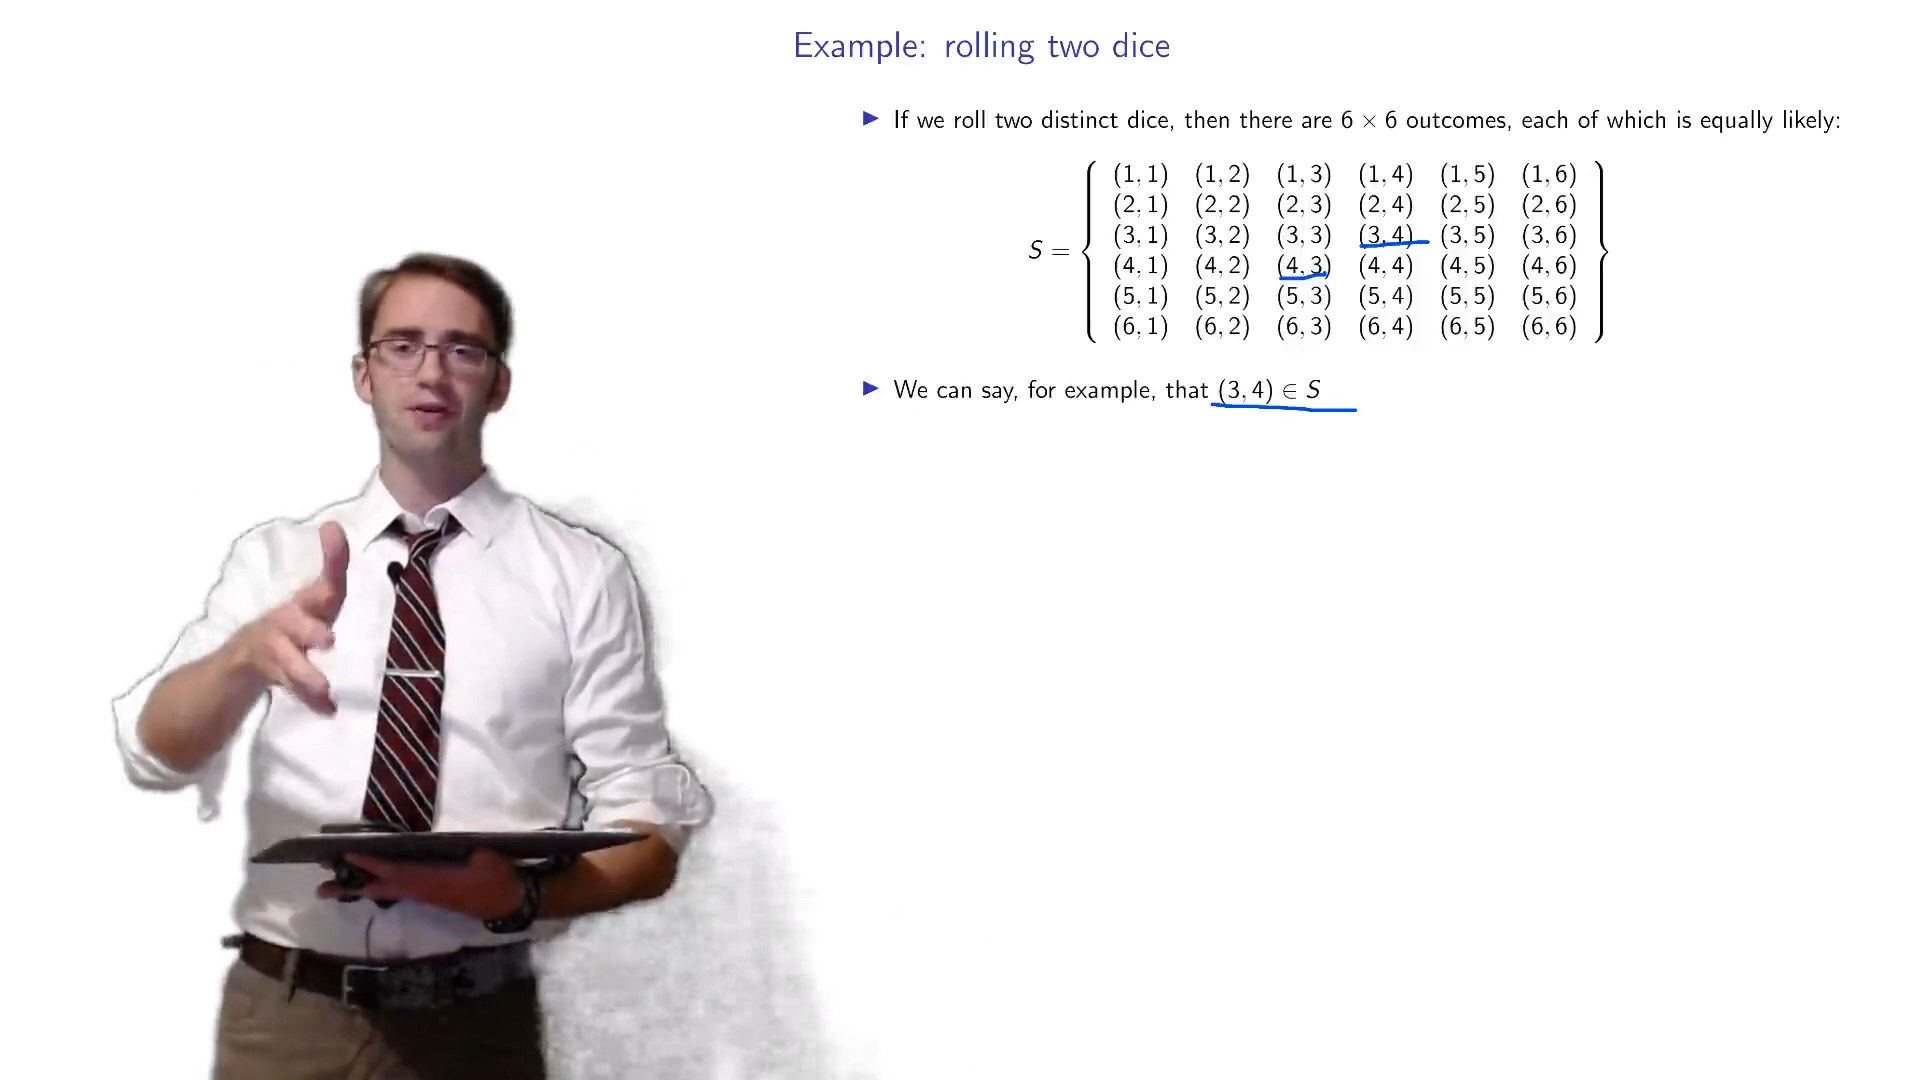 Example: rolling two dice
▶ If we roll two distinct dice, then there are 6 × 6 outcomes, each of which is equally likely:
(1, 1) (1, 2) (1, 3) (1, 4) (1, 5) (1, 6)
(2, 1) (2, 2) (2, 3) (2, 4) (2, 5) (2, 6)
(3, 1) (3, 2) (3, 3) (3, 4) (3, 5) (3, 6)
S = {
(4, 1) (4, 2) (4, 3) (4, 4) (4, 5) (4, 6)
(5, 1) (5, 2) (5, 3) (5, 4) (5, 5) (5, 6)
(6, 1) (6, 2) (6, 3) (6, 4) (6, 5) (6, 6)
}
▶ We can say, for example, that (3, 4) ∈ S